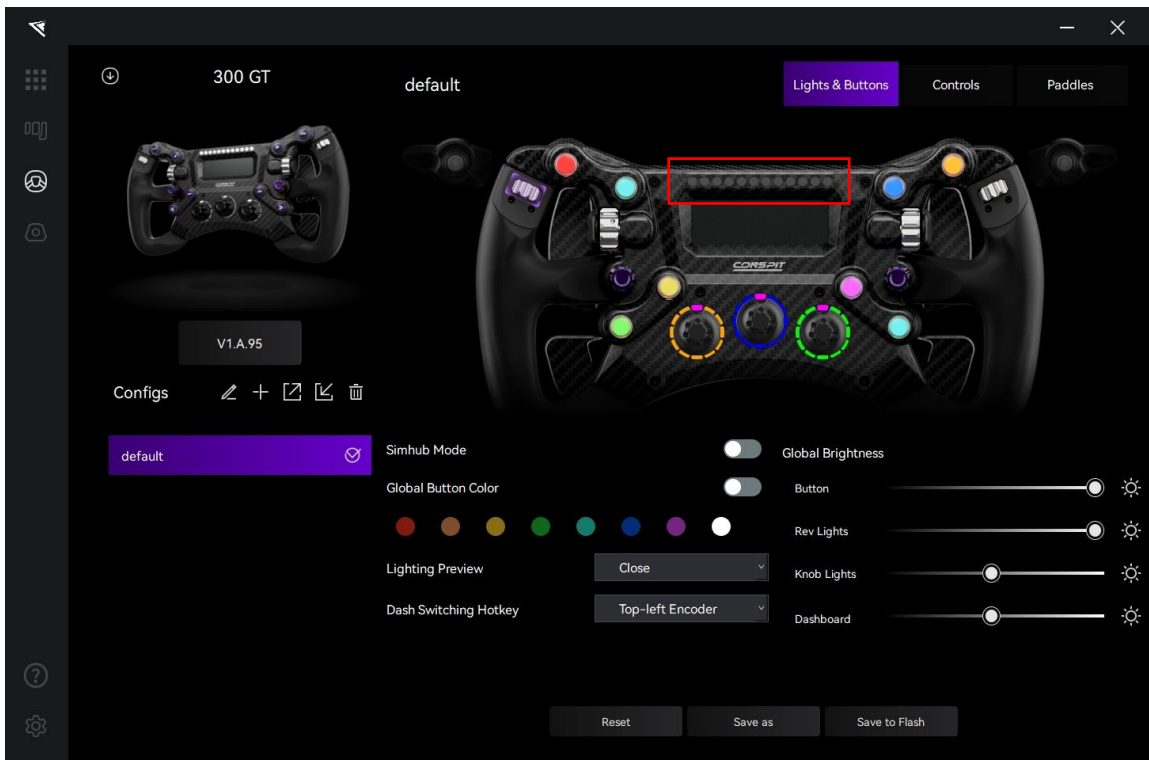 300 GT
default
Lights & Buttons
Controls
Paddles
CORSPIT
V1.A.95
Configs
default
Simhub Mode
Global Button Color
Lighting Preview
Close
Dash Switching Hotkey
Top-left Encoder
Global Brightness
Button
Rev Lights
Knob Lights
Dashboard
Reset
Save as
Save to Flash